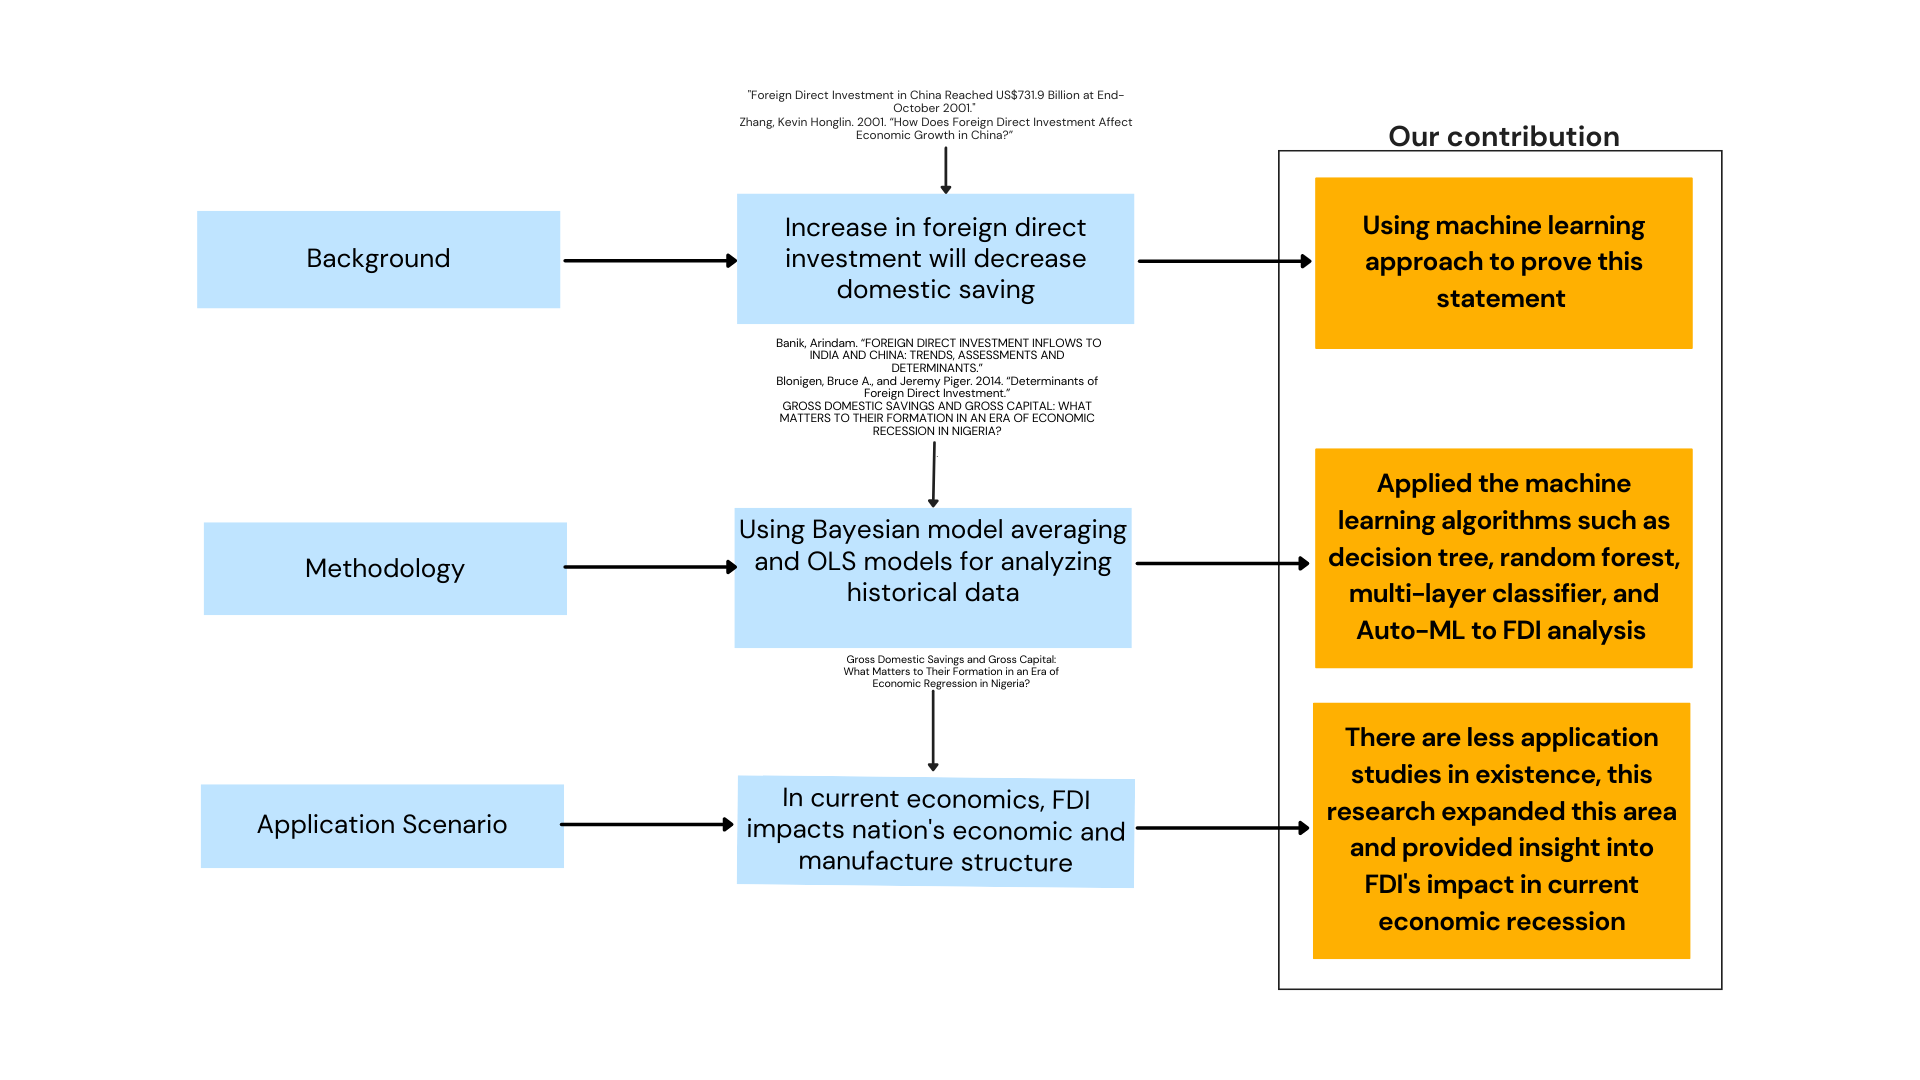 "Foreign Direct Investment in China Reached US$731.9 Billion at End-
October 2001."
Zhang, Kevin Honglin. 2001. “How Does Foreign Direct Investment Affect
Economic Growth in China?”
Our contribution
Background
Increase in foreign direct
investment will decrease
domestic saving
Using machine learning
approach to prove this
statement
Banik, Arindam. “FOREIGN DIRECT INVESTMENT INFLOWS TO
INDIA AND CHINA: TRENDS, ASSESSMENTS AND
DETERMINANTS.”
Blonigen, Bruce A., and Jeremy Piger. 2014. “Determinants of
Foreign Direct Investment.”
GROSS DOMESTIC SAVINGS AND GROSS CAPITAL: WHAT
MATTERS TO THEIR FORMATION IN AN ERA OF ECONOMIC
RECESSION IN NIGERIA?
Methodology
Using Bayesian model averaging
and OLS models for analyzing
historical data
Applied the machine
learning algorithms such as
decision tree, random forest,
multi-layer classifier, and
Auto-ML to FDI analysis
Gross Domestic Savings and Gross Capital:
What Matters to Their Formation in an Era of
Economic Regression in Nigeria?
Application Scenario
In current economics, FDI
impacts nation's economic and
manufacture structure
There are less application
studies in existence, this
research expanded this area
and provided insight into
FDI's impact in current
economic recession